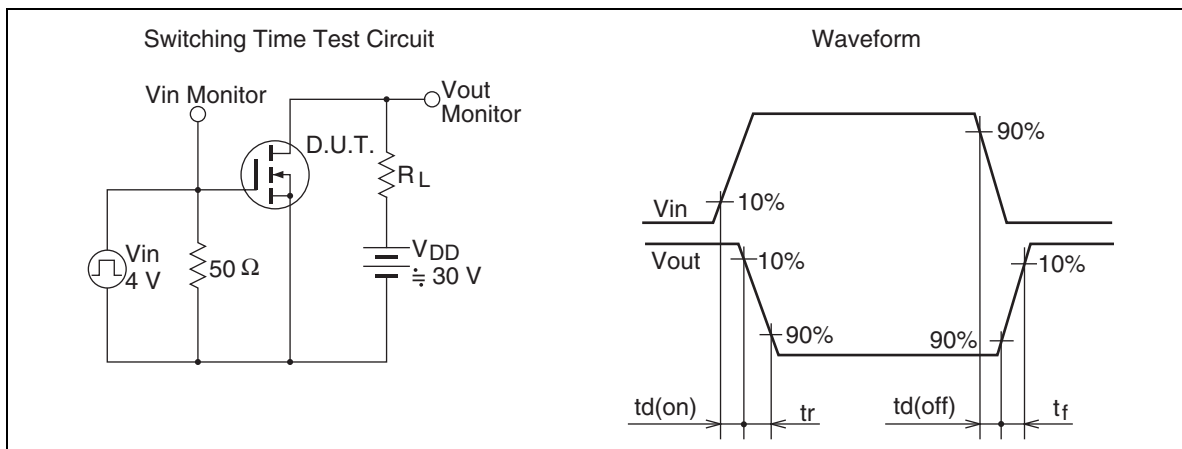 Switching Time Test Circuit
Vin Monitor
Vout
Monitor
D.U.T.
RL
Vin
4 V
50 Ω
VDD
≒ 30 V
Waveform
Vin
10%
90%
Vout
10%
90%
90%
10%
td(on)
tr
td(off)
tf